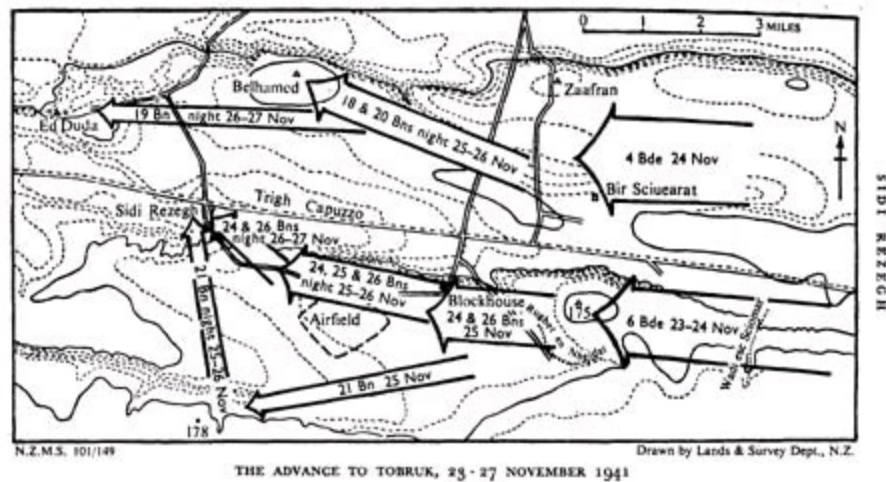 0 1 2 3 MILES
Belhamed
Zaafran
Ed Duda
19 Bn night 26–27 Nov
18 & 20 Bns night 25–26 Nov
N
4 Bde 24 Nov
Bir Sciuearat
Trigh Capuzzo
Sidi Rezegh
24 & 26 Bns
night 26–27 Nov
24, 25 & 26 Bns
night 25–26 Nov
Blockhouse
24 & 26 Bns
25 Nov
175
6 Bde 23–24 Nov
Airfield
21 Bn night 25–26 Nov
21 Bn 25 Nov
178
SIDI REZEGH
N.Z.M.S. 101/149
Drawn by Lands & Survey Dept., N.Z.
THE ADVANCE TO TOBRUK, 23-27 NOVEMBER 1941